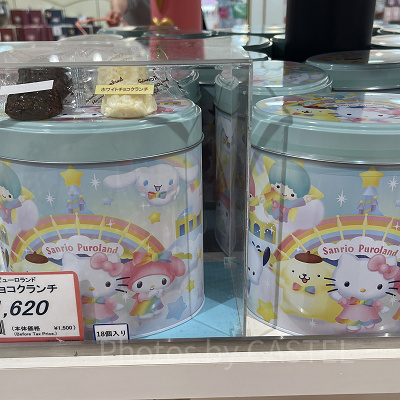 ホワイトチョコクランチ
Sanrio Puroland
Sanrio Puroland
ューロランド
ョコクランチ
,620
(本体価格 ¥1,500)
(Before Tax Price)
18個入り
Photos by CASTEL